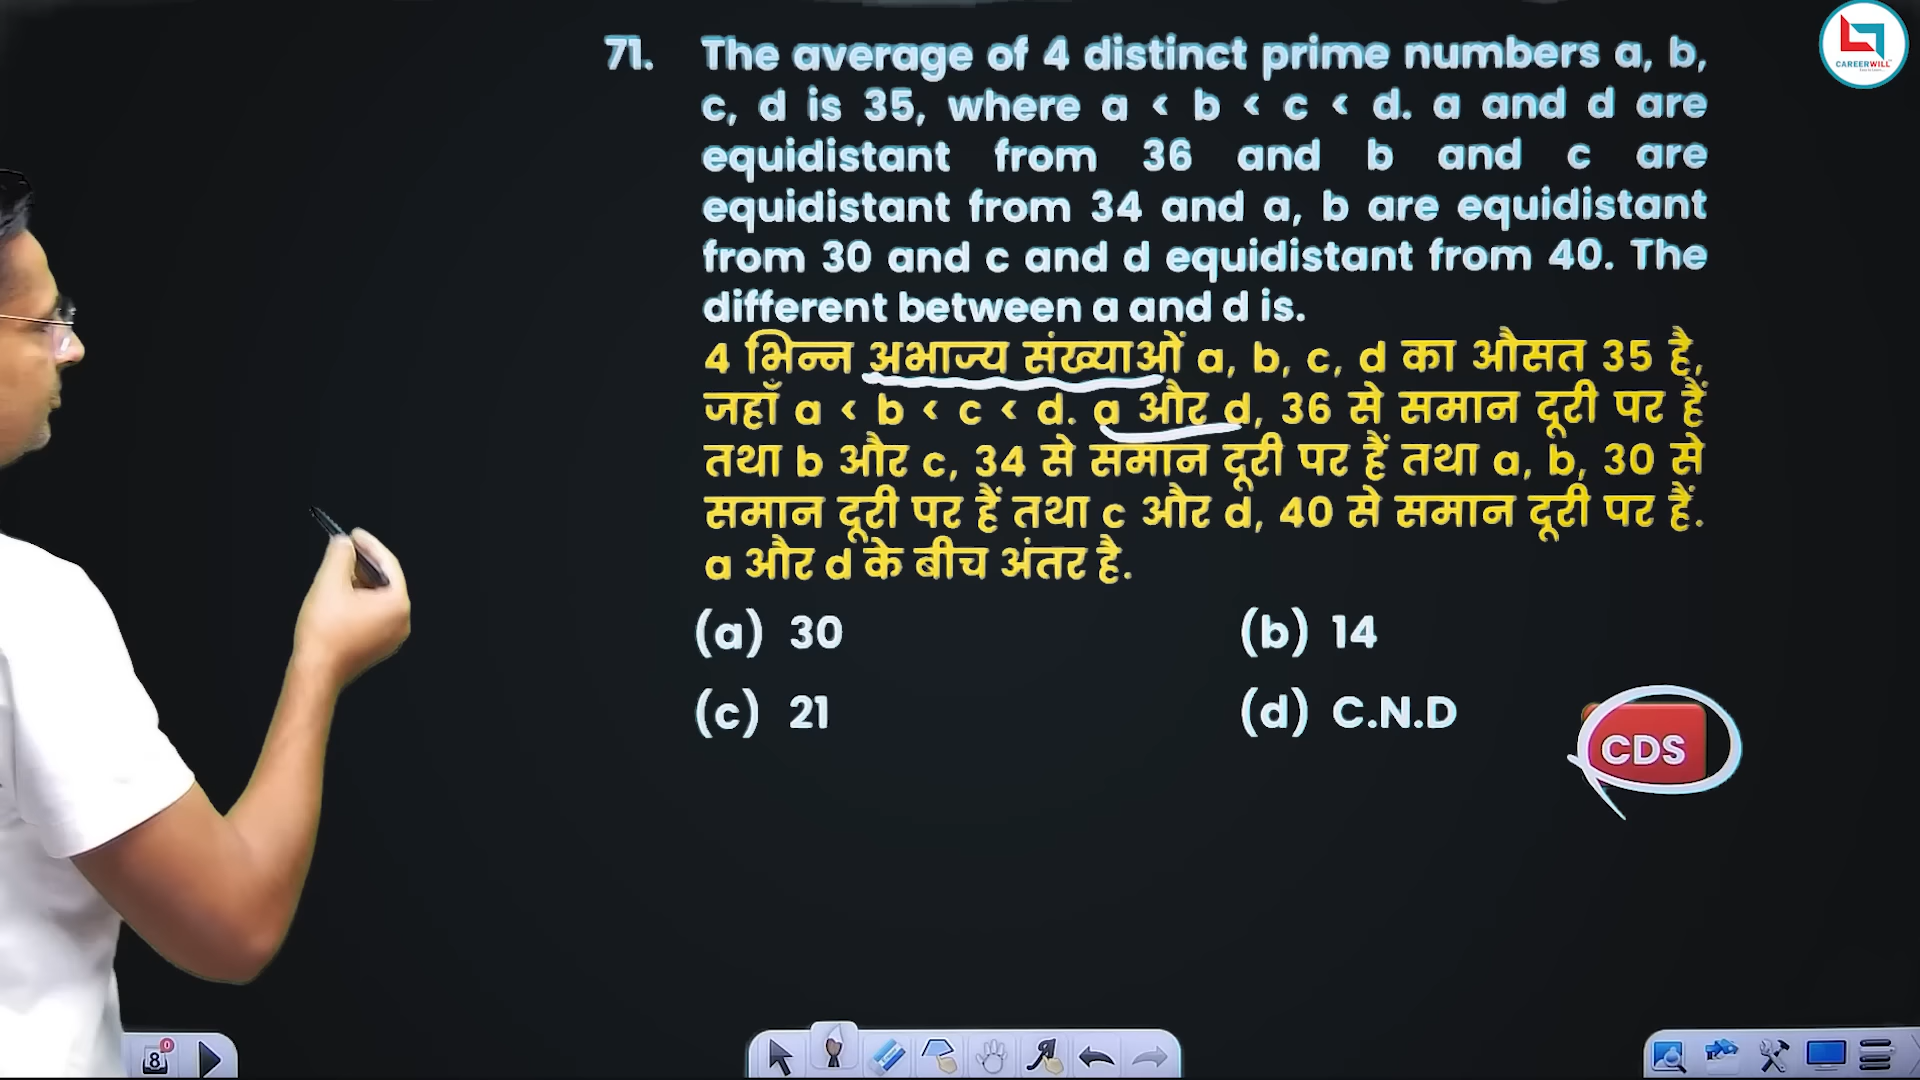 71. The average of 4 distinct prime numbers a, b,
c, d is 35, where a < b < c < d. a and d are
equidistant from 36 and b and c are
equidistant from 34 and a, b are equidistant
from 30 and c and d equidistant from 40. The
different between a and d is.
4 भिन्न अभाज्य संख्याओं a, b, c, d का औसत 35 है,
जहाँ a < b < c < d. a और d, 36 से समान दूरी पर हैं
तथा b और c, 34 से समान दूरी पर हैं तथा a, b, 30 से
समान दूरी पर हैं तथा c और d, 40 से समान दूरी पर हैं.
a और d के बीच अंतर है.
(a) 30 (b) 14
(c) 21 (d) C.N.D
CDS
CAREERWILL
8 0